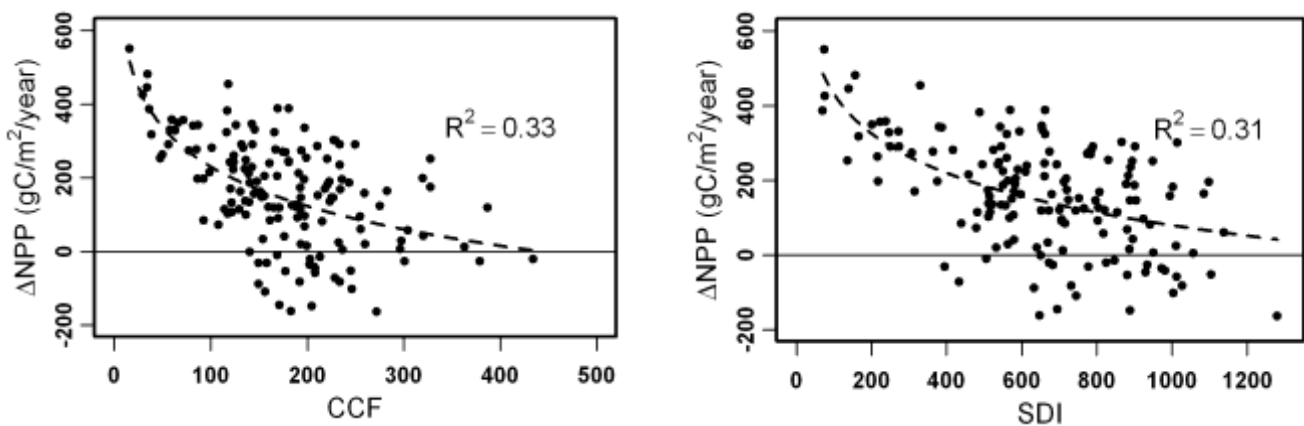 ΔNPP (gC/m²/year)
600
400
200
0
-200
R² = 0.33
0 100 200 300 400 500
CCF
ΔNPP (gC/m²/year)
600
400
200
0
-200
R² = 0.31
0 200 400 600 800 1000 1200
SDI